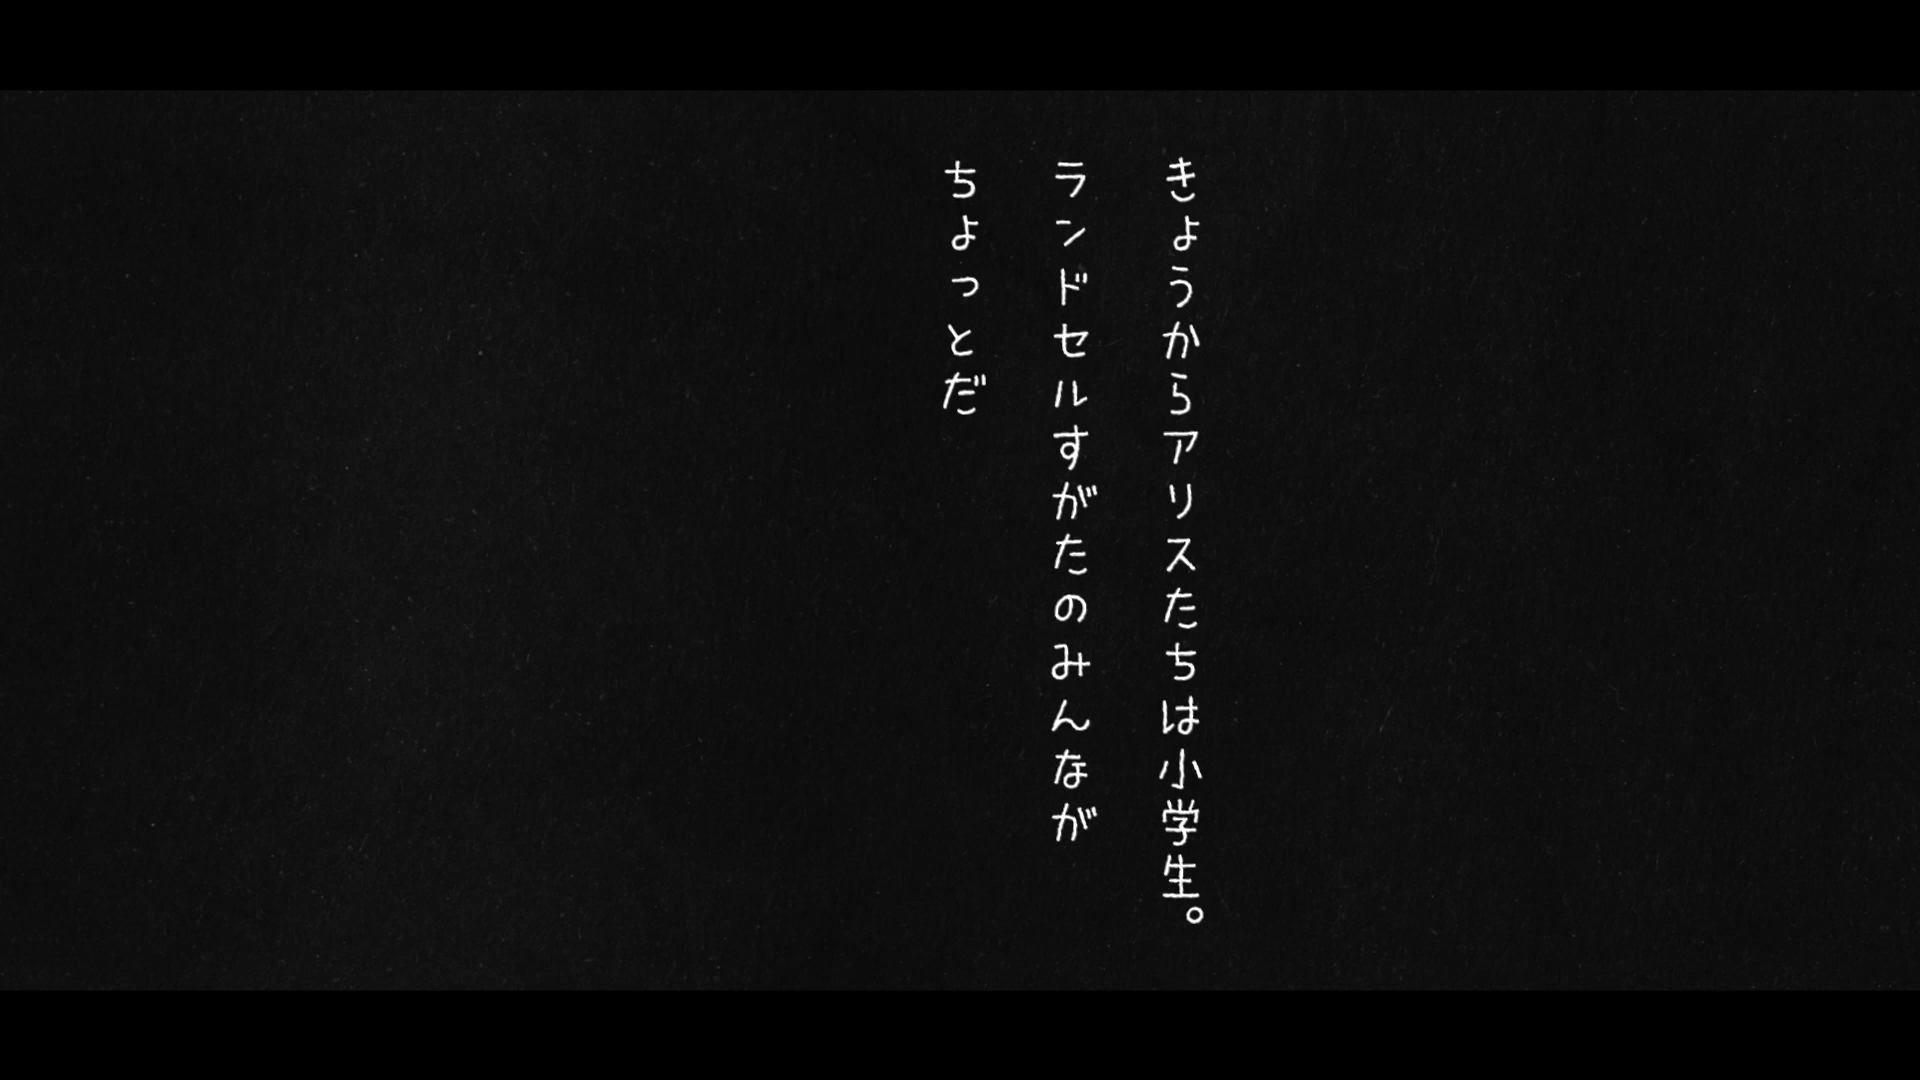 きょうからアリスたちは小学生。
ランドセルすがたのみんなが
ちょっとだ